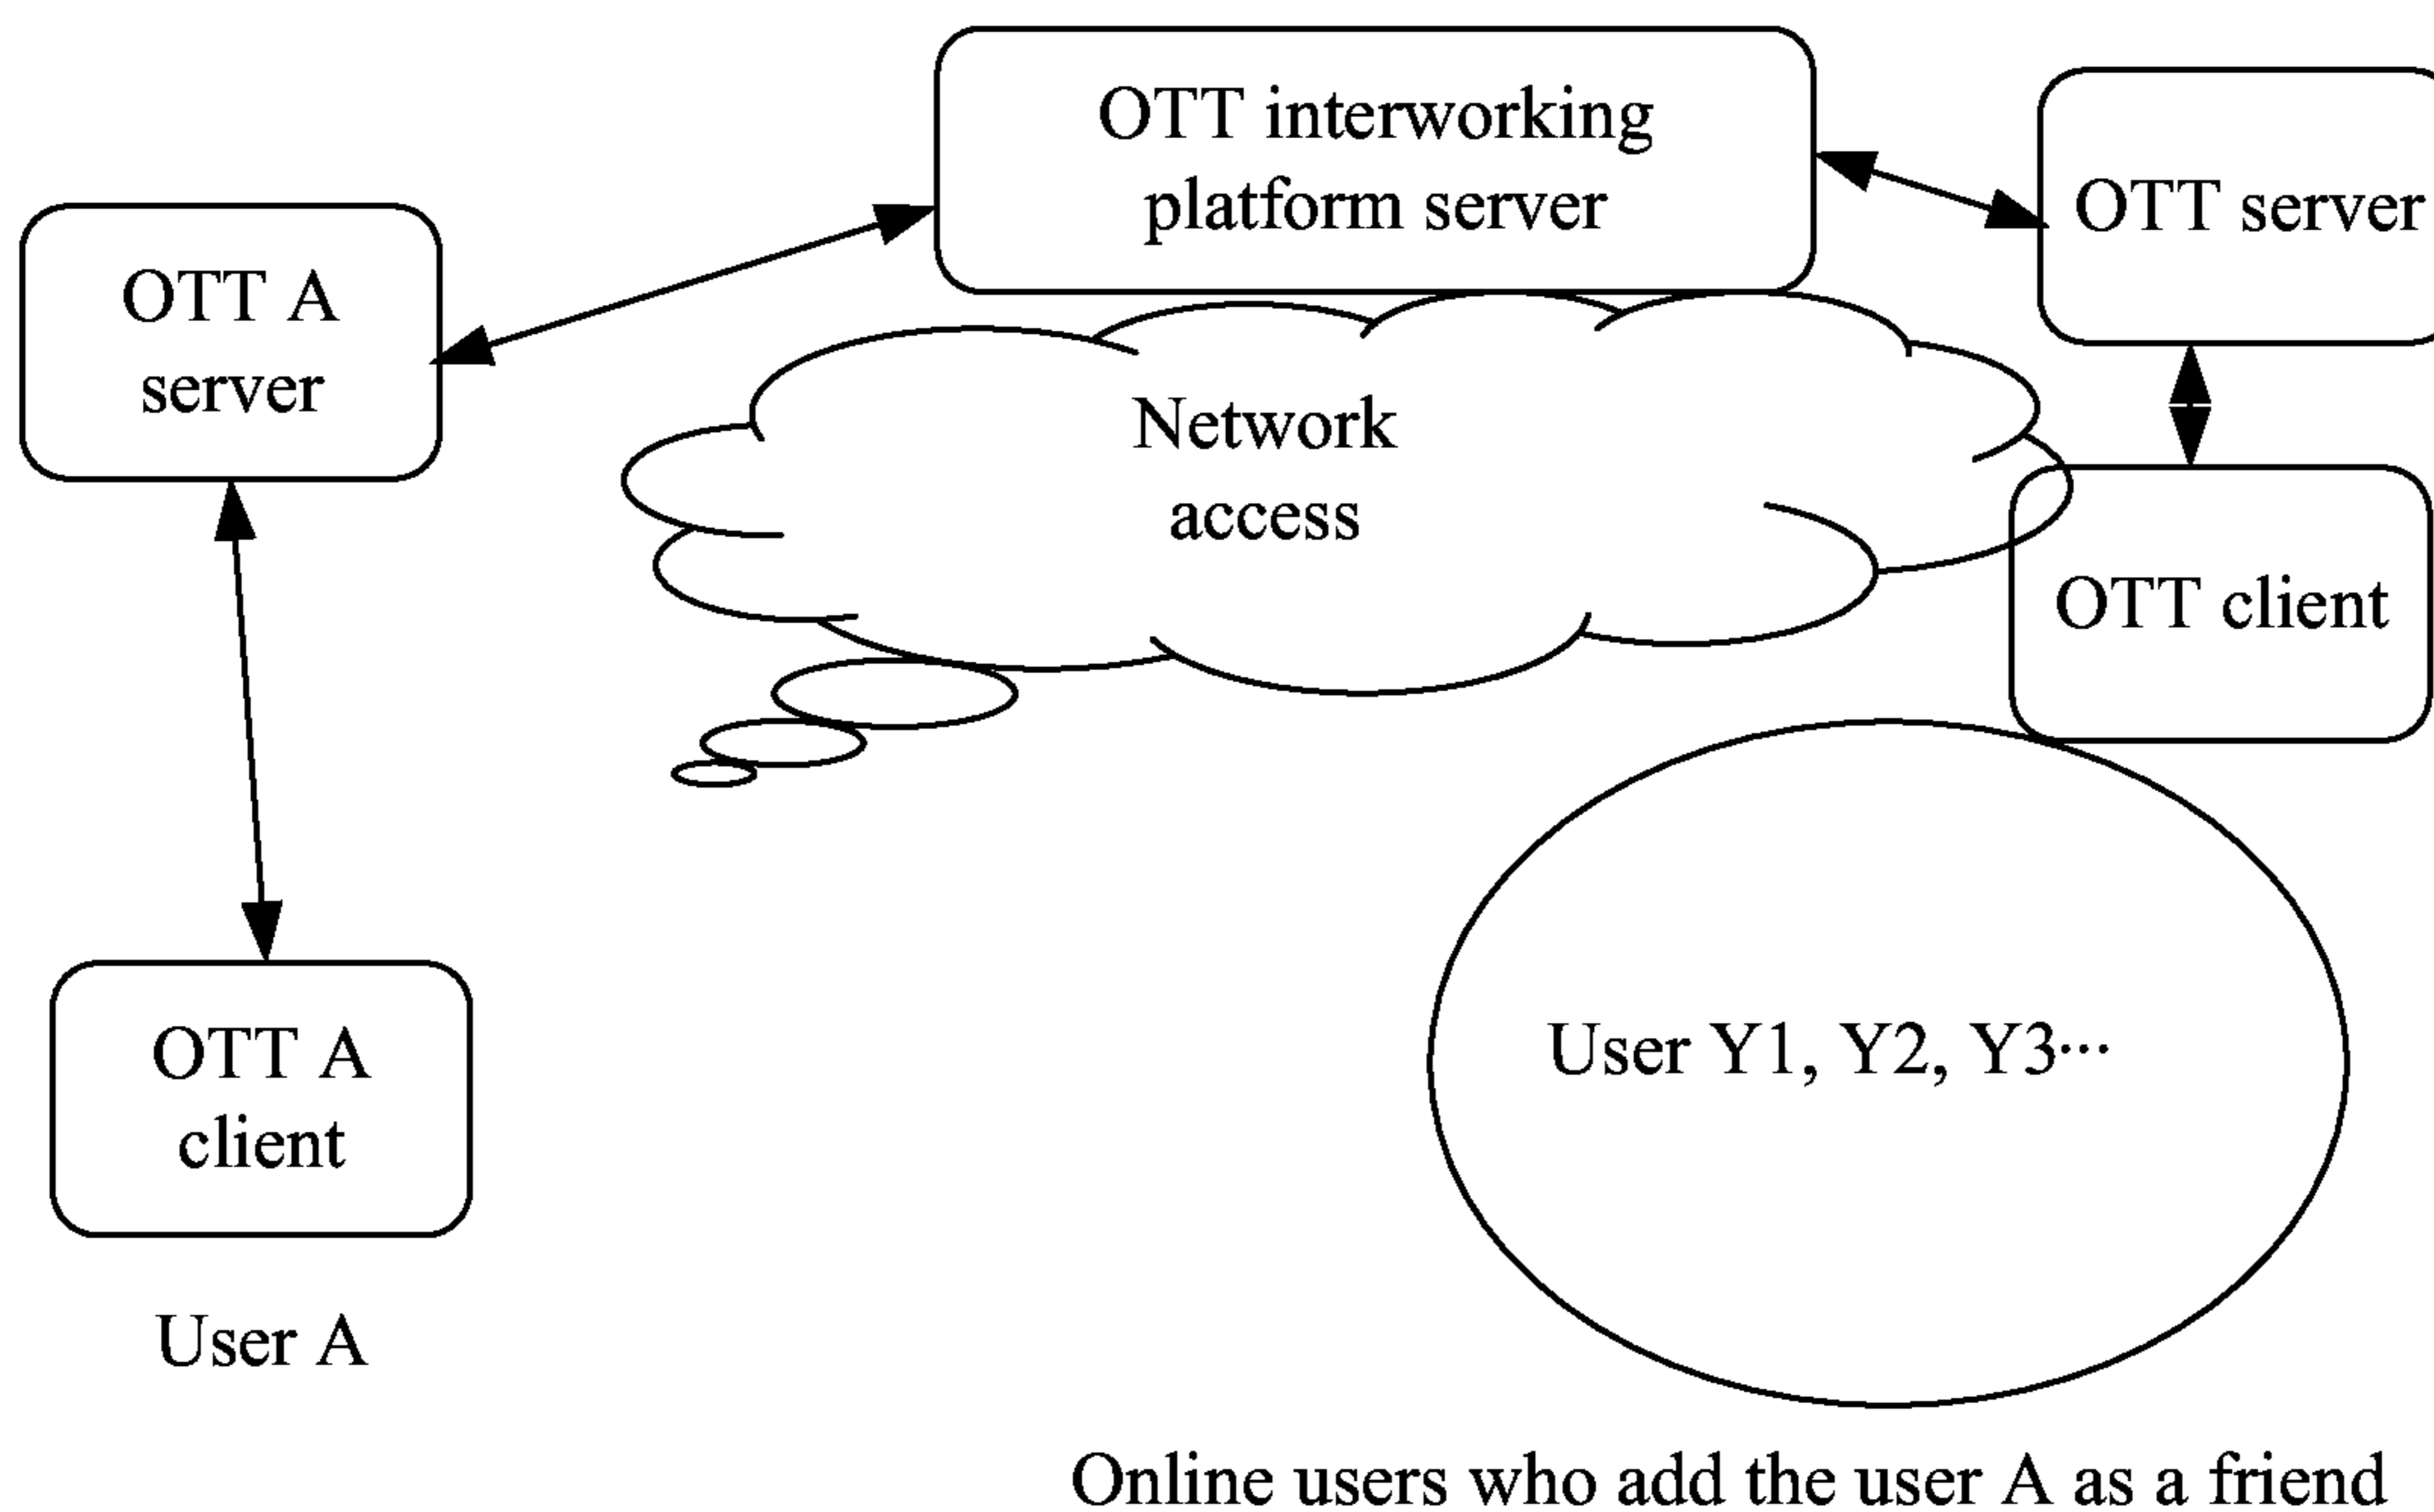 OTT interworking
platform server
OTT server
OTT A
server
Network
access
OTT client
OTT A
client
User Y1, Y2, Y3···
User A
Online users who add the user A as a friend